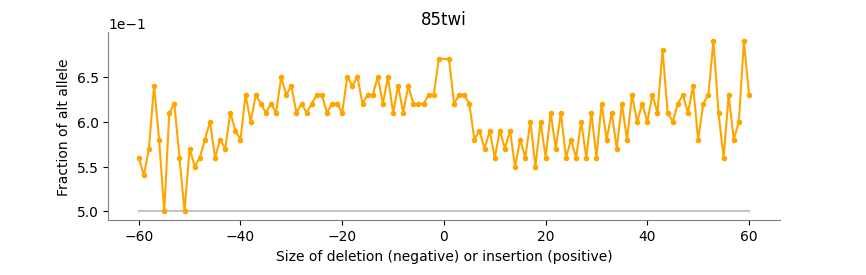 85twi
1e−1
Fraction of alt allele
6.5
6.0
5.5
5.0
−60 −40 −20 0 20 40 60
Size of deletion (negative) or insertion (positive)